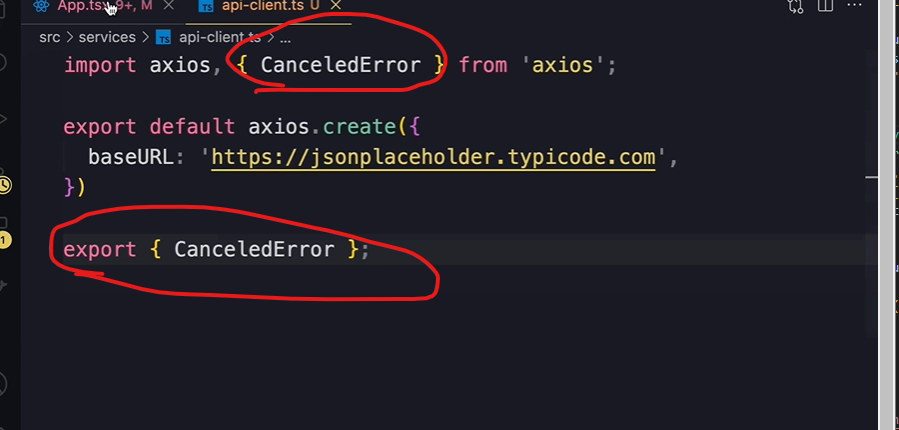 App.tsx 9+, M
api-client.ts U
src > services > TS api-client.ts > ...
import axios, { CanceledError } from 'axios';
export default axios.create({
baseURL: 'https://jsonplaceholder.typicode.com',
})
export { CanceledError };